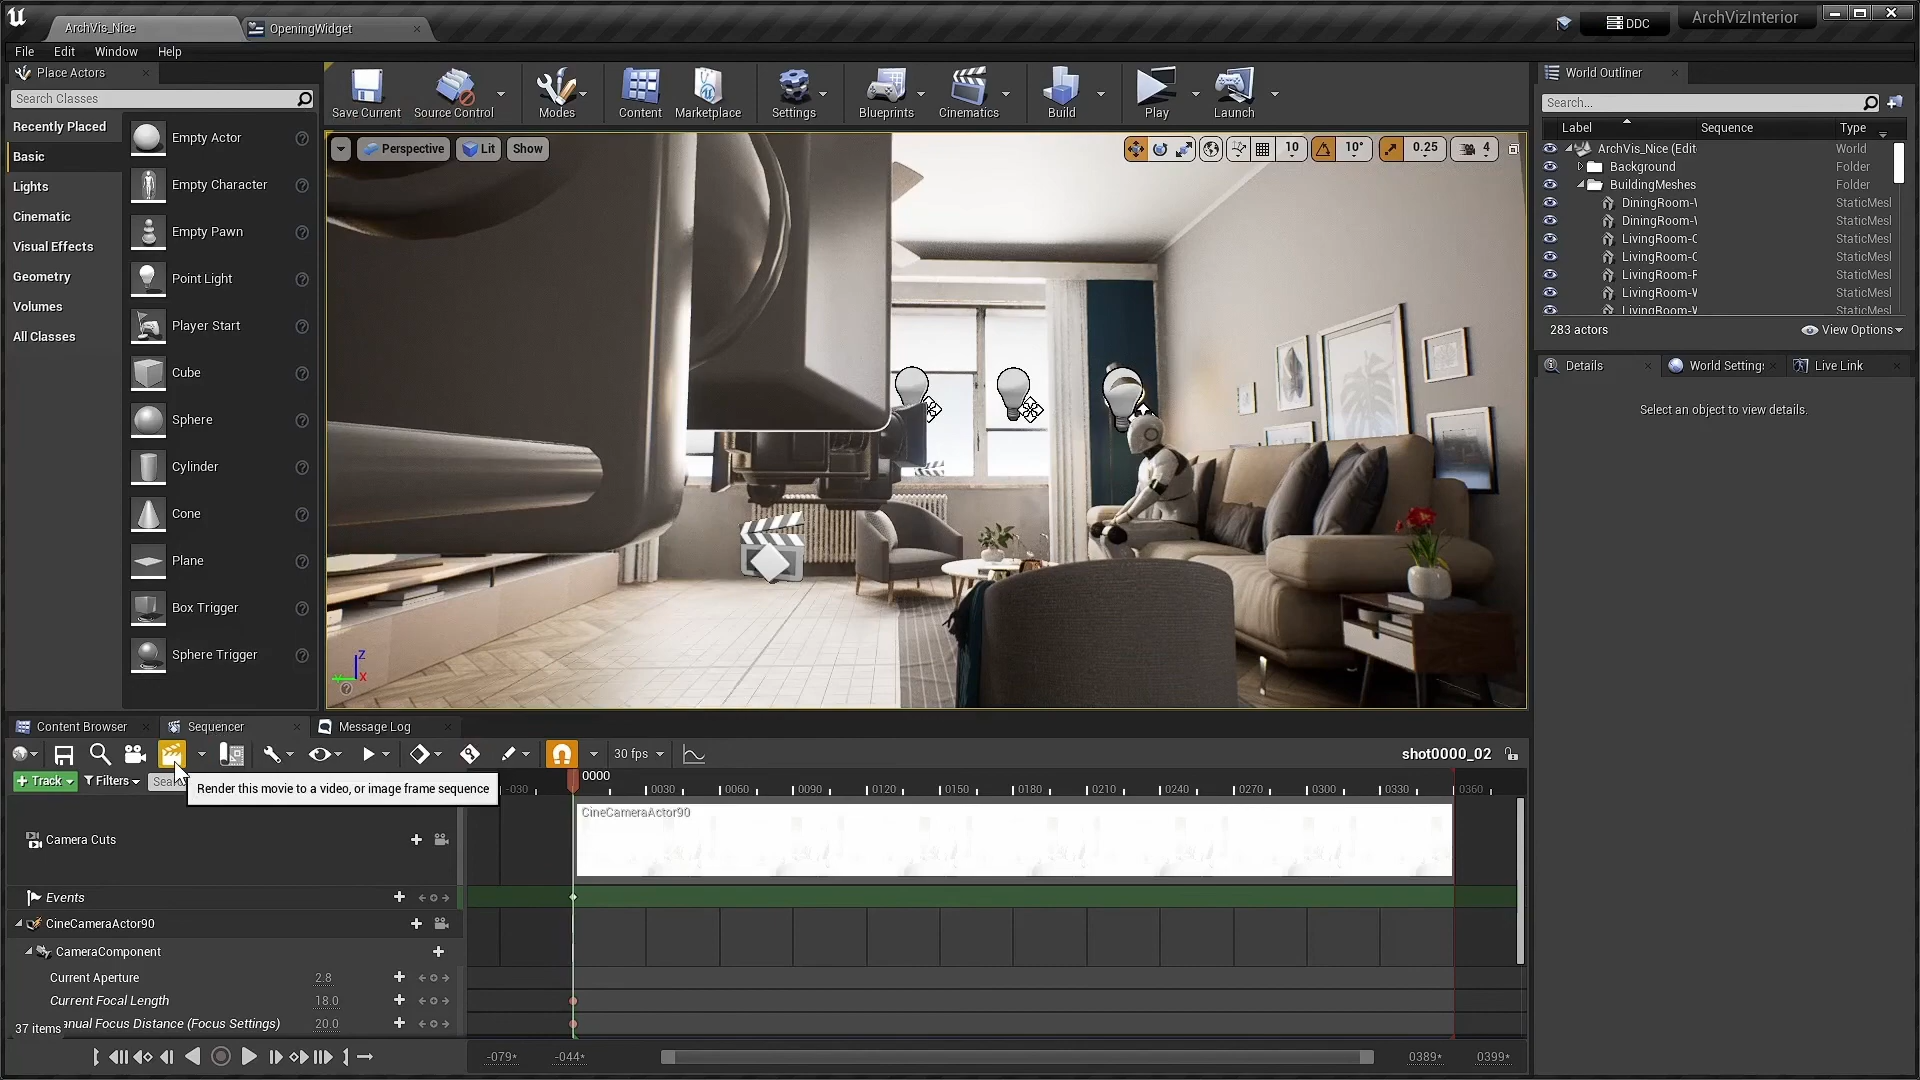 ArchVis_Nice
OpeningWidget
DDC
ArchVizInterior
File
Edit
Window
Help
Place Actors
Search Classes
Recently Placed
Basic
Lights
Cinematic
Visual Effects
Geometry
Volumes
All Classes
Empty Actor
Empty Character
Empty Pawn
Point Light
Player Start
Cube
Sphere
Cylinder
Cone
Plane
Box Trigger
Sphere Trigger
Save Current
Source Control
Modes
Content
Marketplace
Settings
Blueprints
Cinematics
Build
Play
Launch
Perspective
Lit
Show
10
10°
0.25
4
Z
X
World Outliner
Search...
Label
Sequence
Type
ArchVis_Nice (Edit
World
Background
Folder
BuildingMeshes
Folder
DiningRoom-
StaticMesl
DiningRoom-
StaticMesl
LivingRoom-C
StaticMesl
LivingRoom-C
StaticMesl
LivingRoom-F
StaticMesl
LivingRoom-
StaticMesl
LivingRoom-
StaticMesl
283 actors
View Options
Details
World Setting
Live Link
Select an object to view details.
Content Browser
Sequencer
Message Log
30 fps
shot0000_02
+ Track
Filters
Render this movie to a video, or image frame sequence
0000
-030
0030
0060
0090
0120
0150
0180
0210
0240
0270
0300
0330
0360
CineCameraActor90
Camera Cuts
Events
CineCameraActor90
CameraComponent
Current Aperture
2.8
Current Focal Length
18.0
anual Focus Distance (Focus Settings)
20.0
37 items
-079*
-044*
0389*
0399*